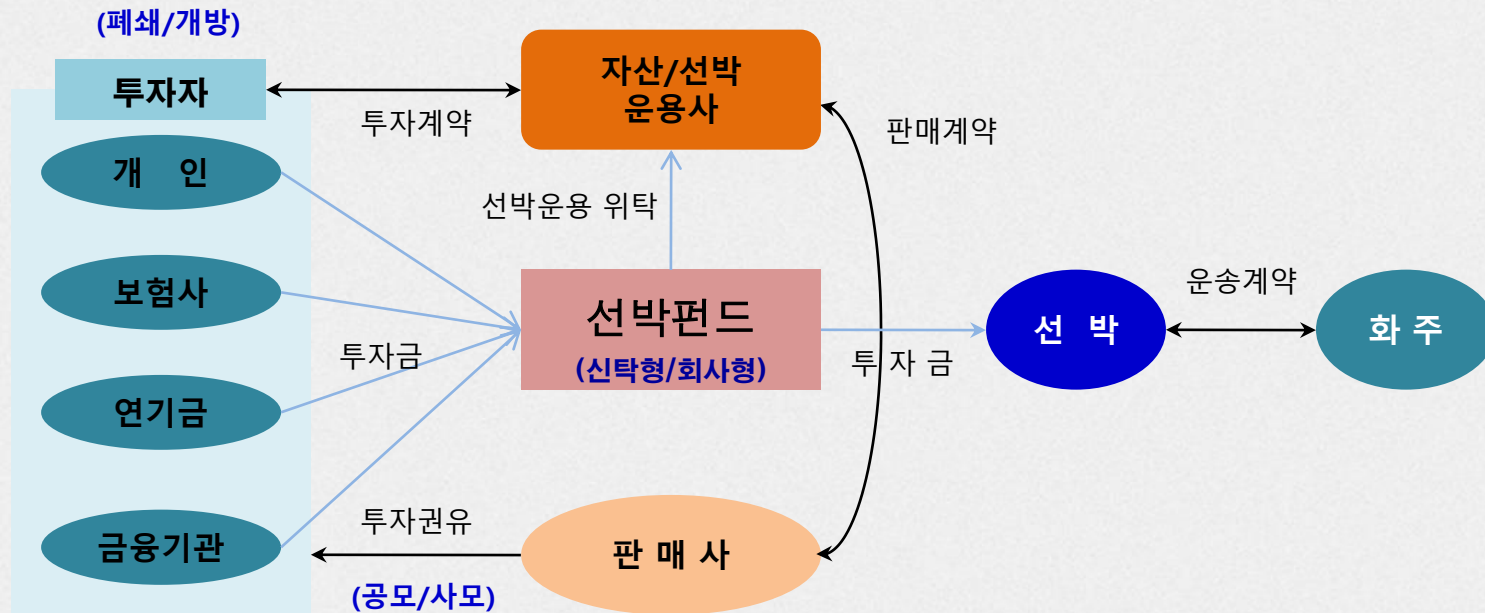 (폐쇄/개방)
투자자
자산/선박
운용사
투자계약
판매계약
개 인
선박운용 위탁
보험사
선박펀드
(신탁형/회사형)
운송계약
선 박
화 주
투자금
투 자 금
연기금
투자권유
금융기관
판 매 사
(공모/사모)